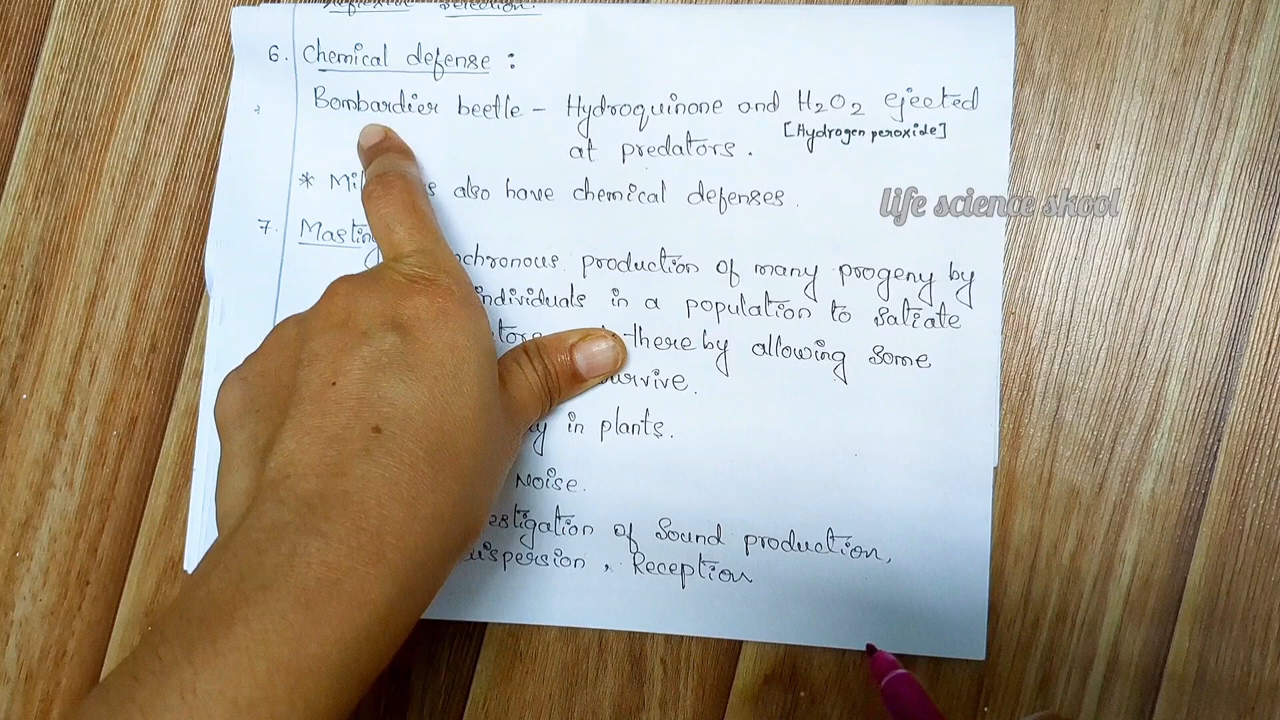 6. Chemical defense :
Bombardier beetle - Hydroquinone and H2O2 ejected
[Hydrogen peroxide]
at predators.
* also have chemical defenses.
life science skool
7. Masting
production of many progeny by
individuals in a population to satiate
thereby allowing some
survive.
in plants.
Noise.
of sound production,
Reception